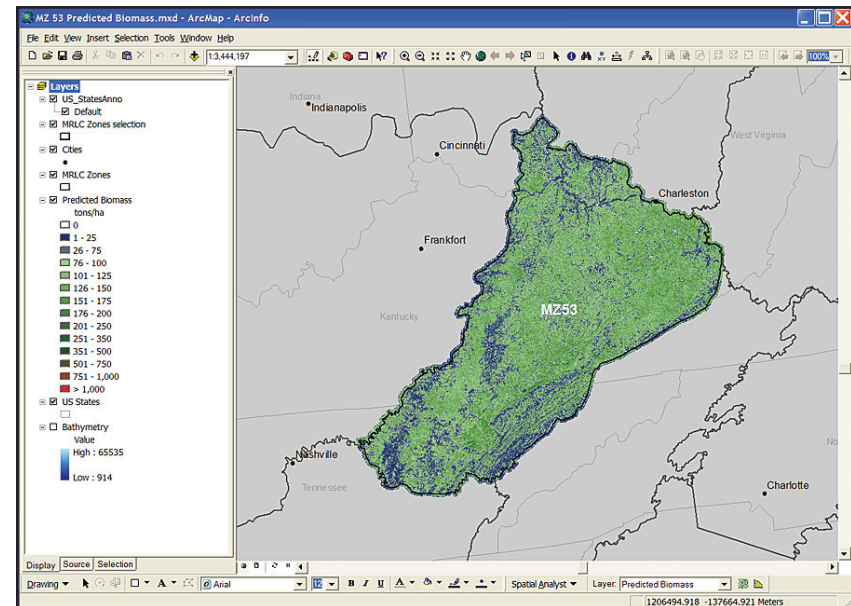 MZ 53 Predicted Biomass.mxd - ArcMap - ArcInfo
File Edit View Insert Selection Tools Window Help
1:3,444,197
100%
Layers
US_StatesAnno
Default
MRLC Zones selection
Cities
MRLC Zones
Predicted Biomass
tons/ha
0
1 - 25
26 - 75
76 - 100
101 - 125
126 - 150
151 - 175
176 - 200
201 - 250
251 - 350
351 - 500
501 - 750
751 - 1,000
> 1,000
US States
Bathymetry
Value
High : 65535
Low : 914
Indiana
Indianapolis
Cincinnati
West Virginia
Charleston
Frankfort
Kentucky
MZ53
Nashville
Tennessee
No
Charlotte
Display Source Selection
Drawing A Arial 12 B I U A Spatial Analyst Layer: Predicted Biomass
1206494.918 -137664.921 Meters